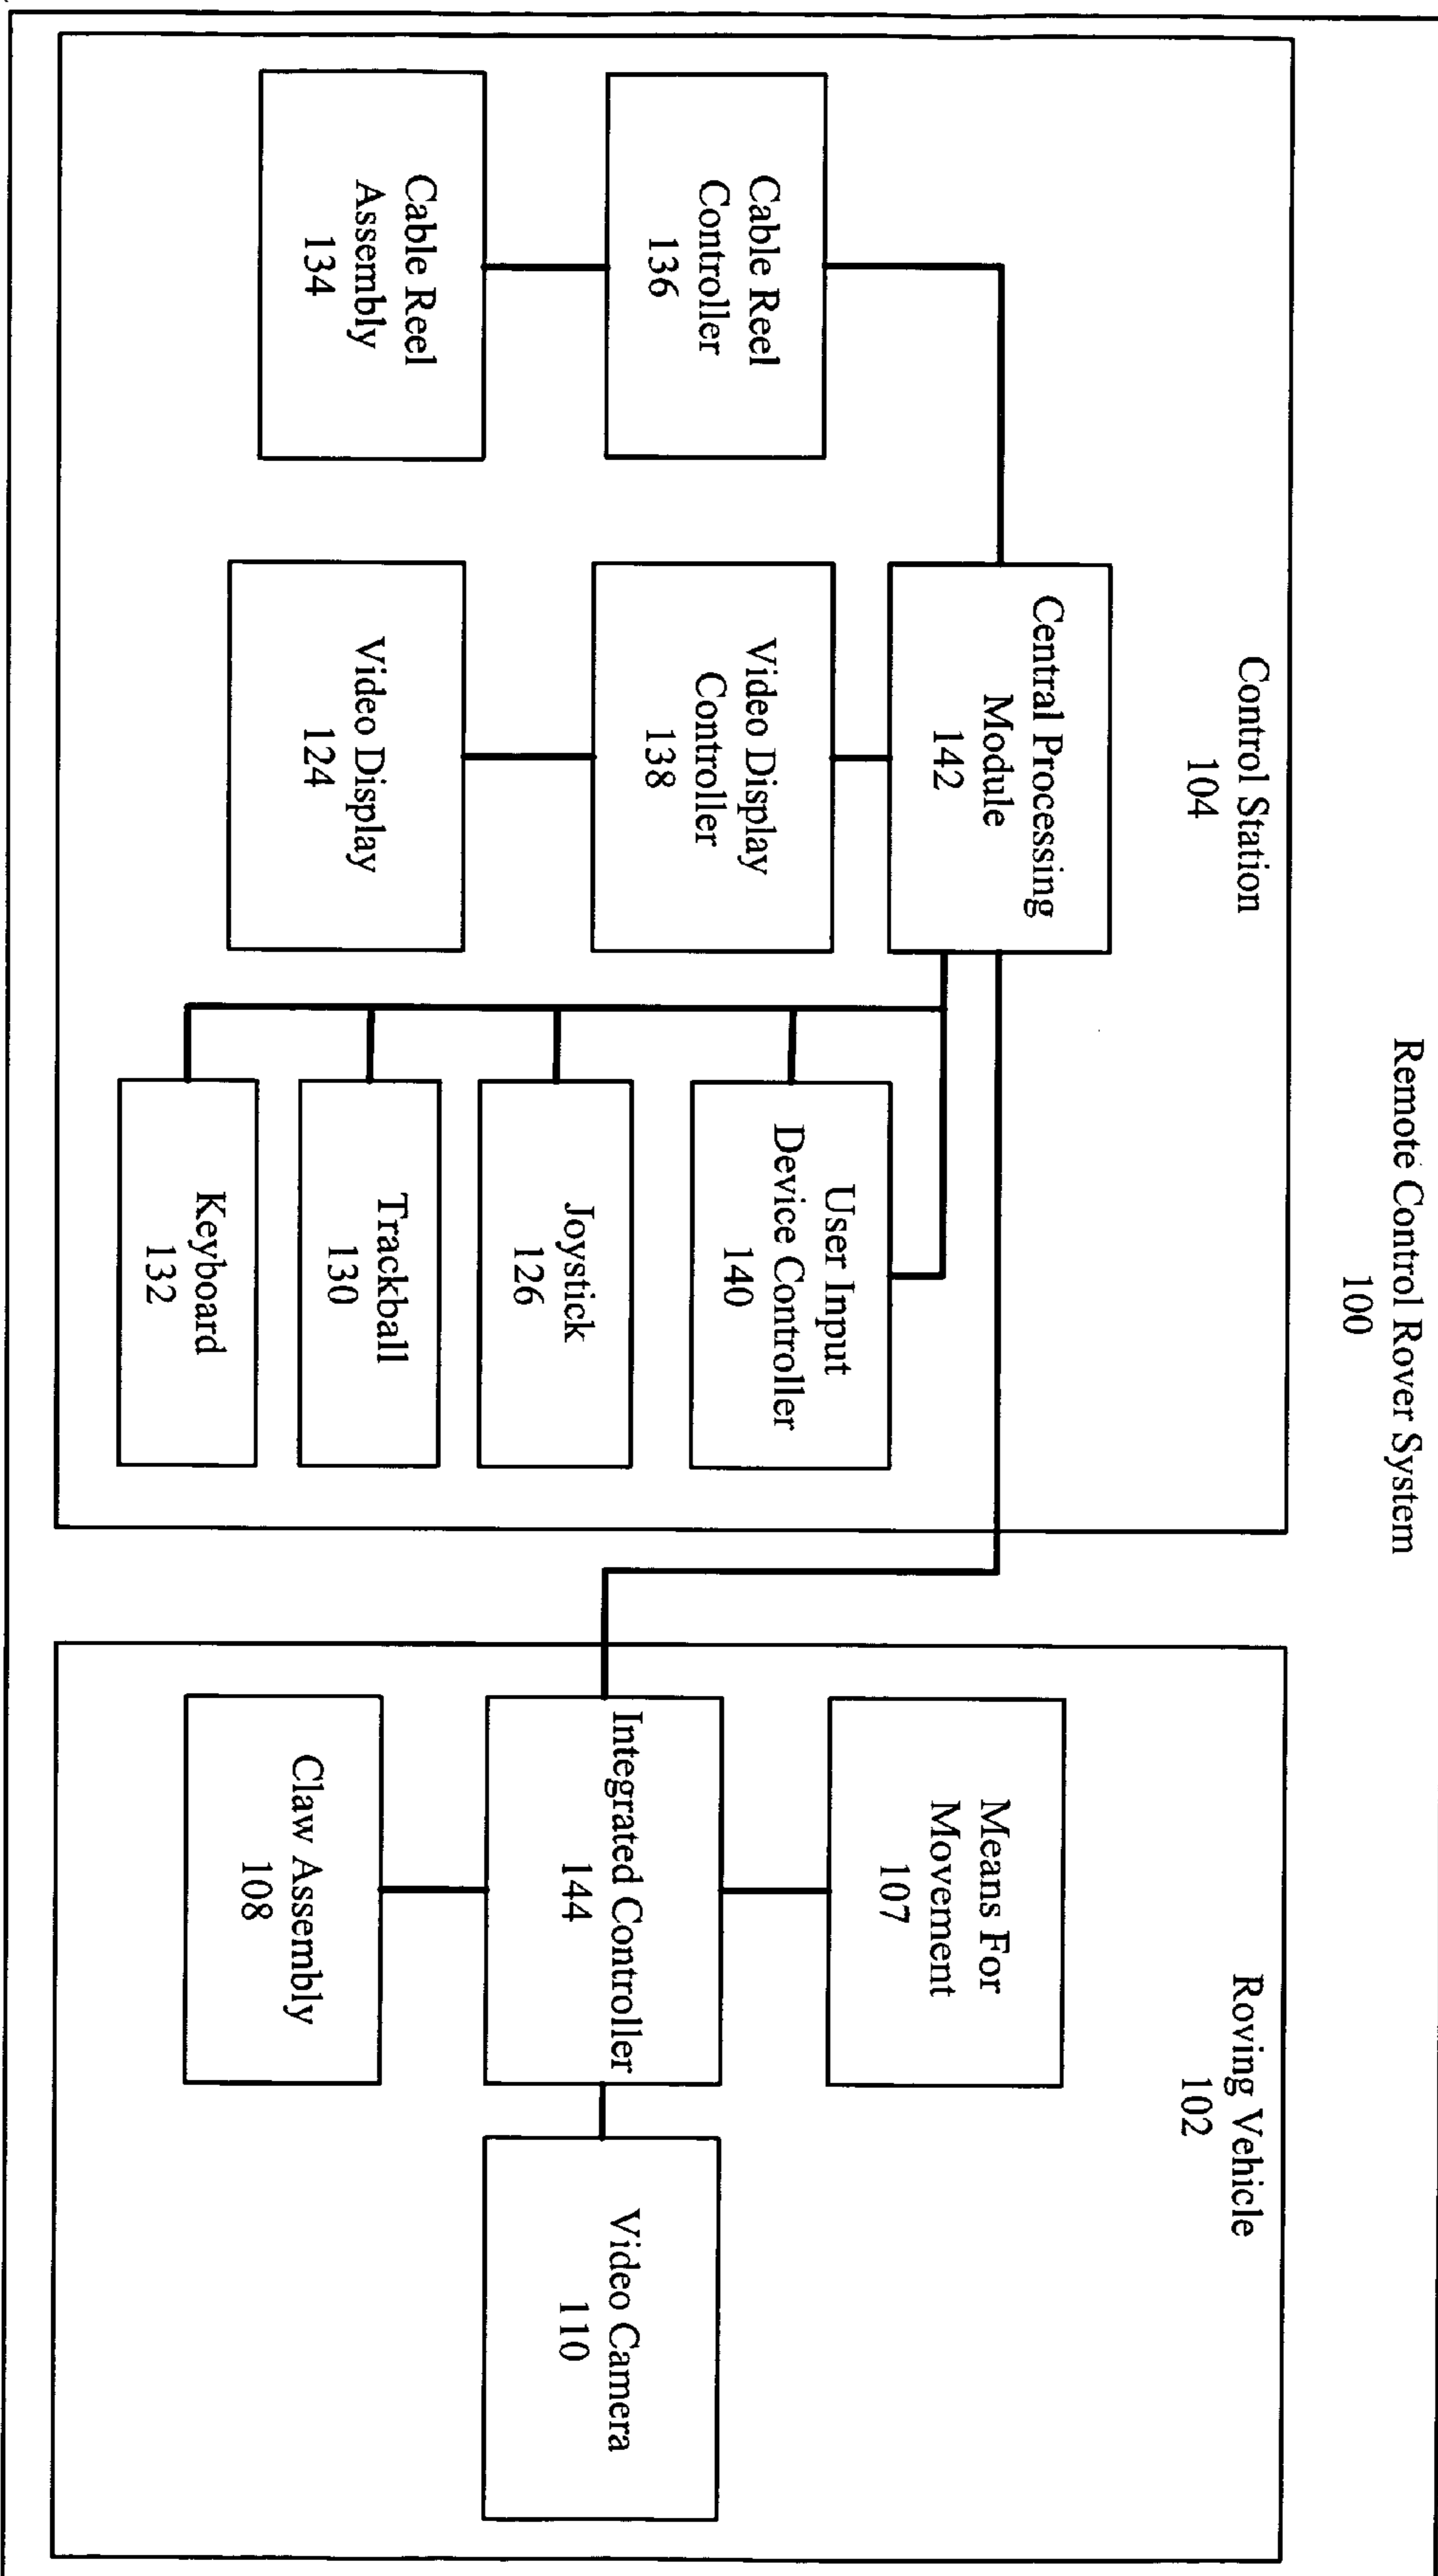 Remote Control Rover System
100
Control Station
104
Central Processing
Module
142
Cable Reel
Controller
136
Cable Reel
Assembly
134
Video Display
Controller
138
Video Display
124
User Input
Device Controller
140
Joystick
126
Trackball
130
Keyboard
132
Roving Vehicle
102
Means For
Movement
107
Integrated Controller
144
Claw Assembly
108
Video Camera
110